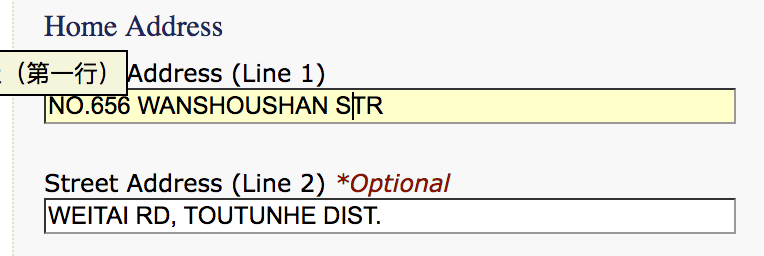 Home Address
（第一行）
Address (Line 1)
NO.656 WANSHOUSHAN STR
Street Address (Line 2) *Optional
WEITAI RD, TOUTUNHE DIST.